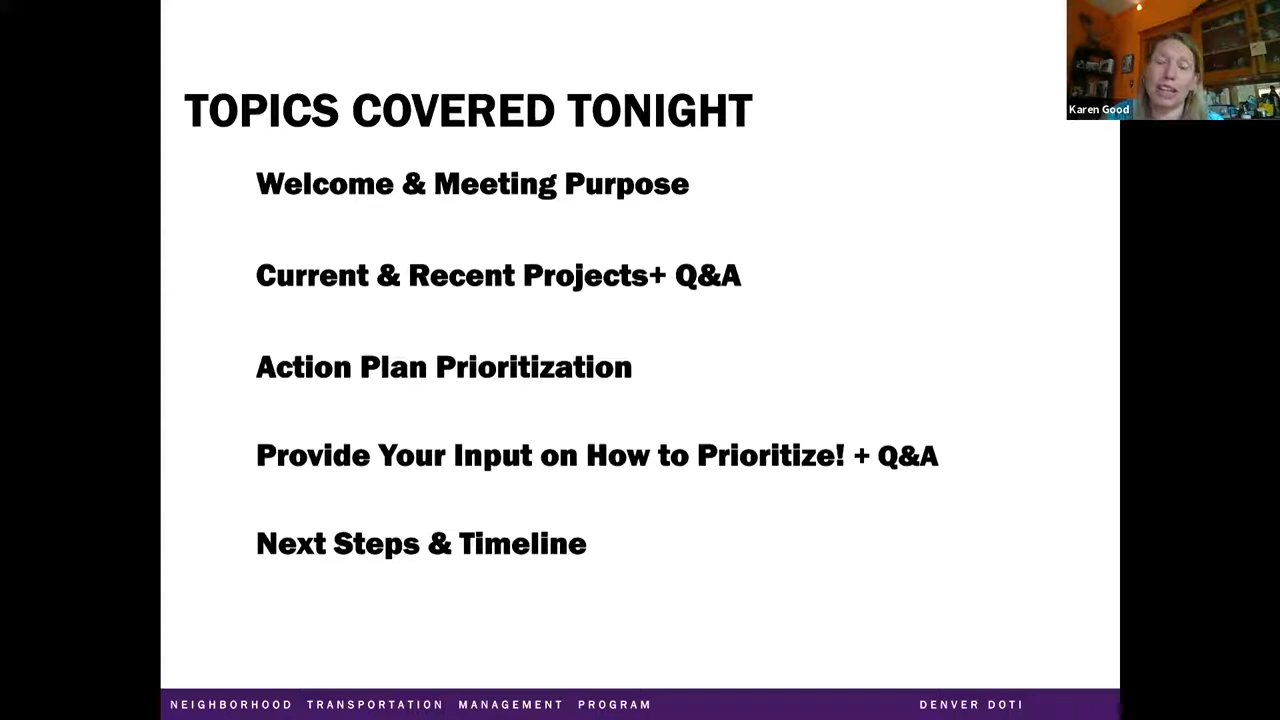 TOPICS COVERED TONIGHT
Karen Good
Welcome & Meeting Purpose
Current & Recent Projects+ Q&A
Action Plan Prioritization
Provide Your Input on How to Prioritize! + Q&A
Next Steps & Timeline
NEIGHBORHOOD TRANSPORTATION MANAGEMENT PROGRAM
DENVER DOTI